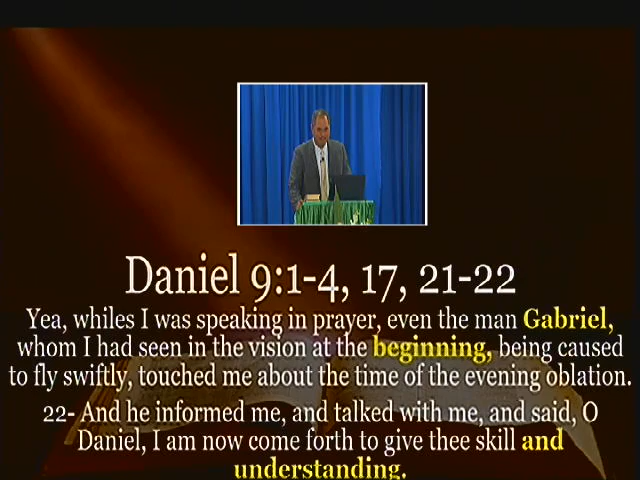 Daniel 9:1-4, 17, 21-22
Yea, whiles I was speaking in prayer, even the man Gabriel,
whom I had seen in the vision at the beginning, being caused
to fly swiftly, touched me about the time of the evening oblation.
22- And he informed me, and talked with me, and said, O
Daniel, I am now come forth to give thee skill and
understanding.